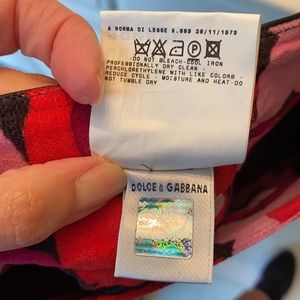 A NORMA DI LEGGE N.883 26/11/1973
-DO NOT BLEACH-COOL IRON
PROFESSIONALLY DRY CLEAN -
PERCHLORETHYLENE WITH LIKE COLORS -
REDUCE CYCLE - MOISTURE AND HEAT-DO
NOT TUMBLE DRY
DOLCE & GABBANA